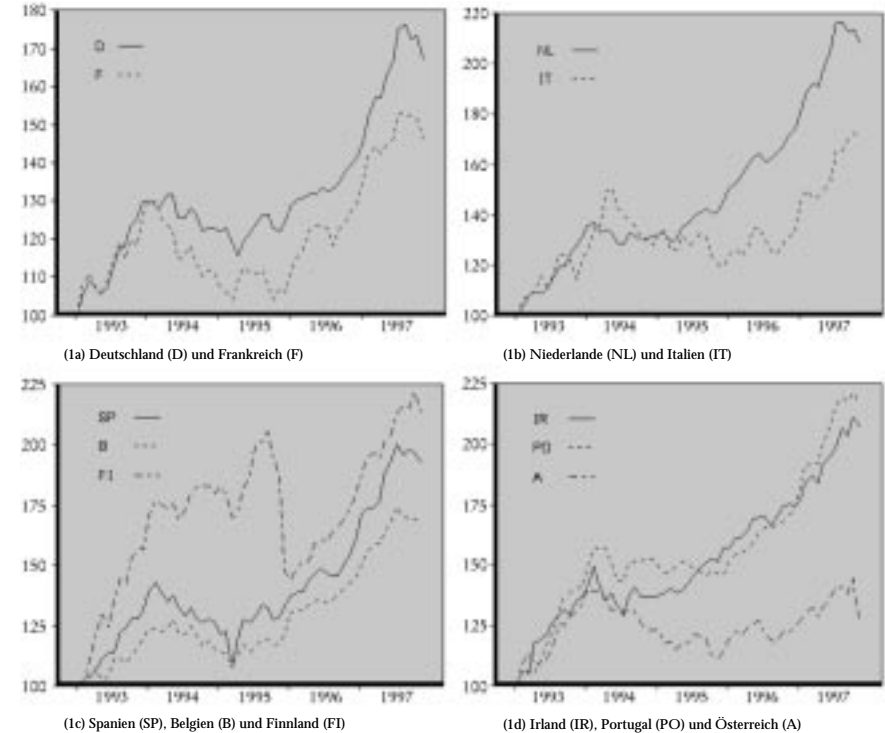 180
170
160
150
140
130
120
110
100
D
F
1993 1994 1995 1996 1997
(1a) Deutschland (D) und Frankreich (F)
220
200
180
160
140
120
100
NL
IT
1993 1994 1995 1996 1997
(1b) Niederlande (NL) und Italien (IT)
225
200
175
150
125
100
SP
B
FI
1993 1994 1995 1996 1997
(1c) Spanien (SP), Belgien (B) und Finnland (FI)
225
200
175
150
125
100
IR
PO
A
1993 1994 1995 1996 1997
(1d) Irland (IR), Portugal (PO) und Österreich (A)